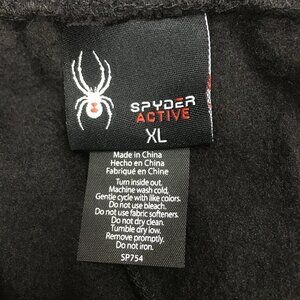 SPYDER
ACTIVE
XL
Made in China
Hecho en China
Fabriqué en Chine
Turn inside out.
Machine wash cold.
Gentle cycle with like colors.
Do not use bleach.
Do not use fabric softeners.
Do not dry clean.
Tumble dry low.
Remove promptly.
Do not iron.
SP754